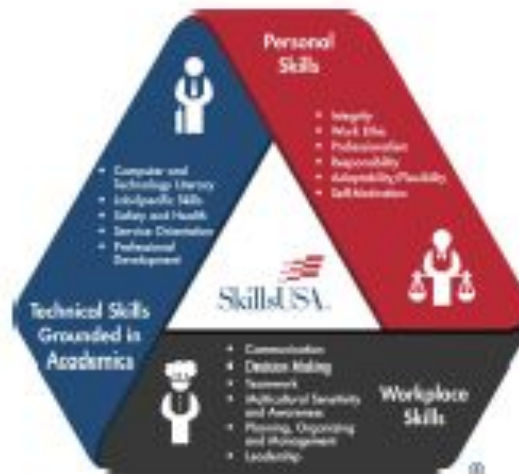 Personal
Skills
• Integrity
• Work Ethic
• Professionalism
• Responsibility
• Adaptability/Flexibility
• Self-Motivation
• Computer and
Technology Literacy
• Job-Specific Skills
• Safety and Health
• Service Orientation
• Professional
Development
SkillsUSA
Technical Skills
Grounded in
Academics
• Communication
• Decision Making
• Teamwork
• Multicultural Sensitivity
and Awareness
• Planning, Organizing
and Management
• Leadership
Workplace
Skills
®